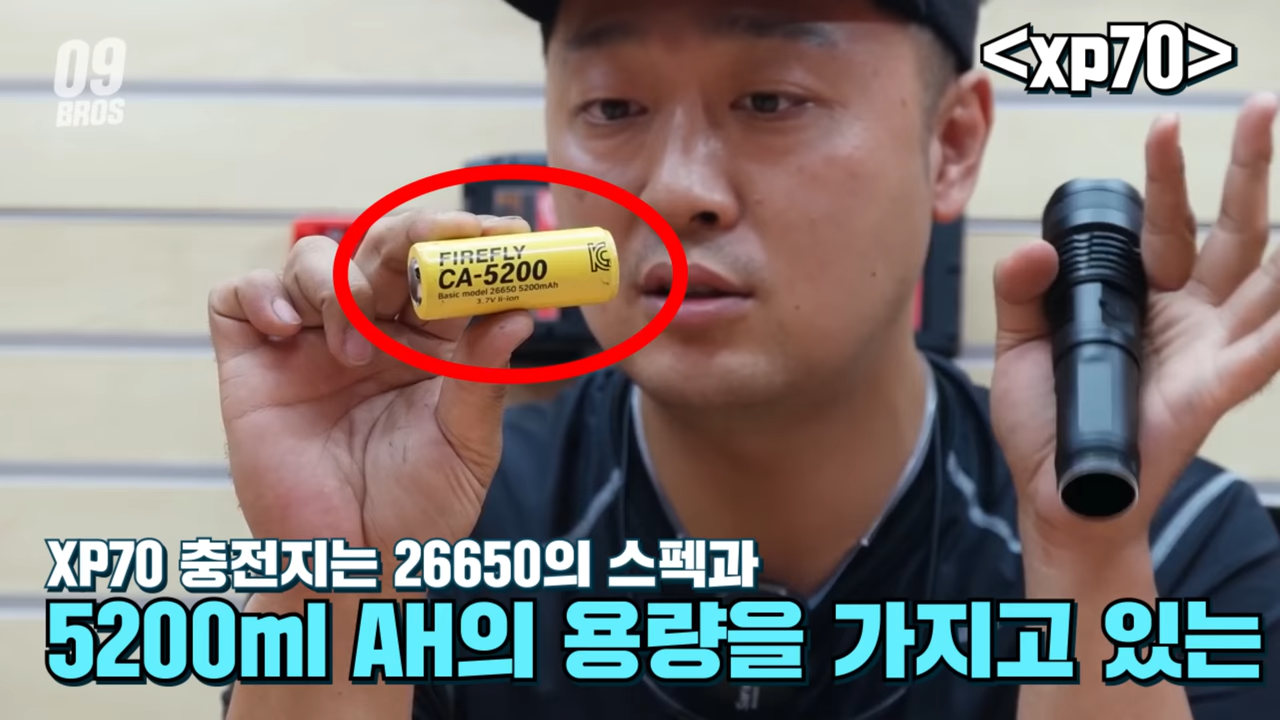 09
BROS
<xp70>
FIREFLY
CA-5200
Basic model 26650 5200mAh
3.7V li-ion
XP70 충전지는 26650의 스펙과
5200ml AH의 용량을 가지고 있는